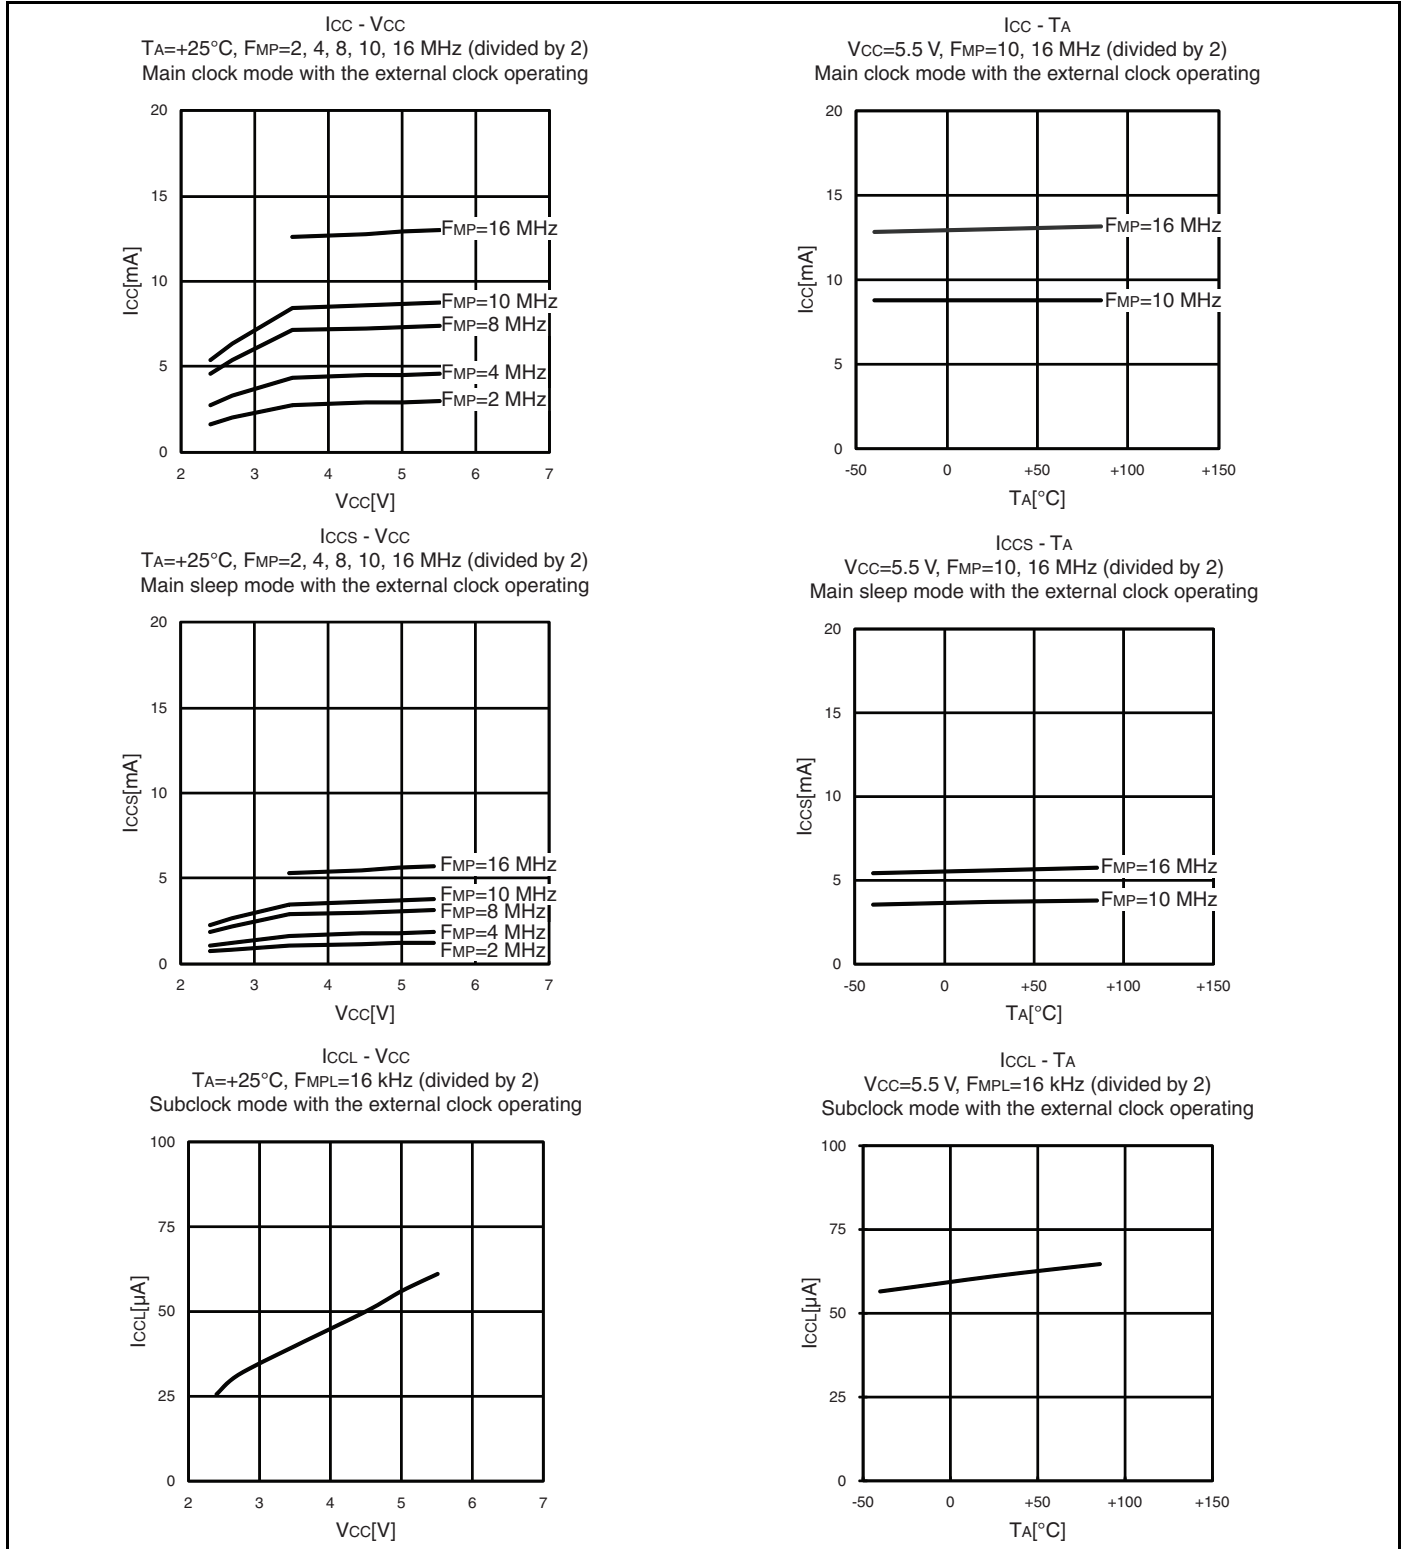 ICC - VCC
TA=+25°C, FMP=2, 4, 8, 10, 16 MHz (divided by 2)
Main clock mode with the external clock operating
20
15
10
5
0
ICC[mA]
FMP=16 MHz
FMP=10 MHz
FMP=8 MHz
FMP=4 MHz
FMP=2 MHz
2 3 4 5 6 7
VCC[V]
ICC - TA
VCC=5.5 V, FMP=10, 16 MHz (divided by 2)
Main clock mode with the external clock operating
20
15
10
5
0
ICC[mA]
FMP=16 MHz
FMP=10 MHz
-50 0 +50 +100 +150
TA[°C]
ICCS - VCC
TA=+25°C, FMP=2, 4, 8, 10, 16 MHz (divided by 2)
Main sleep mode with the external clock operating
20
15
10
5
0
ICCS[mA]
FMP=16 MHz
FMP=10 MHz
FMP=8 MHz
FMP=4 MHz
FMP=2 MHz
2 3 4 5 6 7
VCC[V]
ICCS - TA
VCC=5.5 V, FMP=10, 16 MHz (divided by 2)
Main sleep mode with the external clock operating
20
15
10
5
0
ICCS[mA]
FMP=16 MHz
FMP=10 MHz
-50 0 +50 +100 +150
TA[°C]
ICCL - VCC
TA=+25°C, FMPL=16 kHz (divided by 2)
Subclock mode with the external clock operating
100
75
50
25
0
ICCL[µA]
2 3 4 5 6 7
VCC[V]
ICCL - TA
VCC=5.5 V, FMPL=16 kHz (divided by 2)
Subclock mode with the external clock operating
100
75
50
25
0
ICCL[µA]
-50 0 +50 +100 +150
TA[°C]